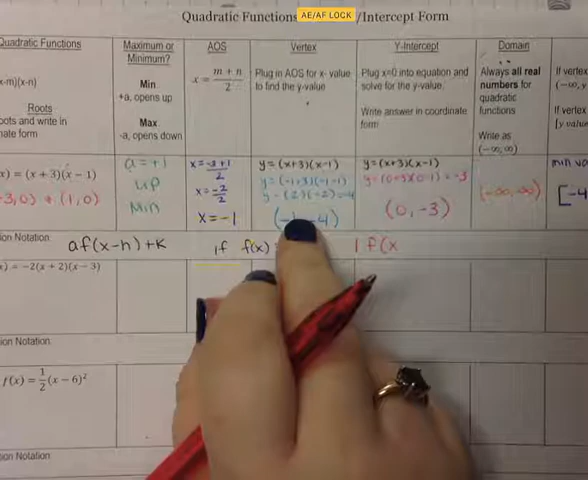 Quadratic Functions AE/AF LOCK /Intercept Form
Quadratic Functions
x-m)(x-n)
Roots
oots and write in
nate form
Maximum or
Minimum?
Min
+a, opens up
Max
-a, opens down
AOS
x = m + n / 2
Vertex
Plug in AOS for x- value
to find the y-value
Y-Intercept
Plug x=0 into equation and
solve for the y-value.
Write answer in coordinate
form
Domain
Always all real
numbers for
quadratic
functions
Write as
(−∞, ∞)
If vertex
(−∞, y
If vertex
[y value
x) = (x + 3)(x − 1)
-3,0) + (1,0)
a = +1
up
Min
x = -3+1 / 2
x = -2/2
x = -1
y = (x+3)(x-1)
y = (-1+3)(-1-1)
y = (2)(-2) = -4
(-1, -4)
y = (x+3)(x-1)
y = (0+3)(0-1) = -3
(0, -3)
(-∞, ∞)
min va
[-4
ion Notation:
af(x-h)+k
if f(x)
1 f(x
x) = −2(x + 2)(x − 3)
ion Notation:
f(x) = 1/2 (x − 6)²
ion Notation